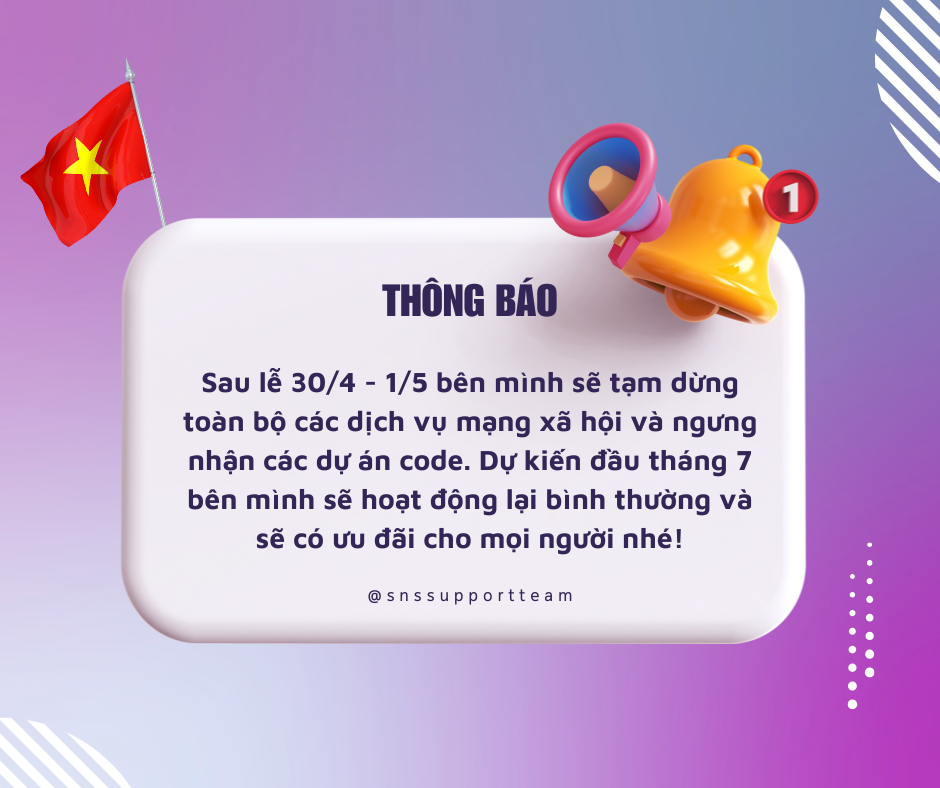 1
THÔNG BÁO
Sau lễ 30/4 - 1/5 bên mình sẽ tạm dừng
toàn bộ các dịch vụ mạng xã hội và ngưng
nhận các dự án code. Dự kiến đầu tháng 7
bên mình sẽ hoạt động lại bình thường và
sẽ có ưu đãi cho mọi người nhé!
@snssupportteam